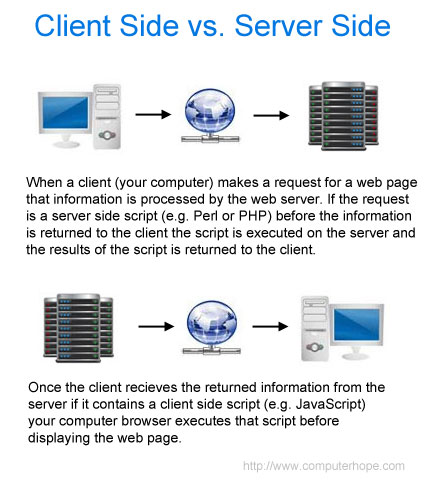 Client Side vs. Server Side
When a client (your computer) makes a request for a web page
that information is processed by the web server. If the request
is a server side script (e.g. Perl or PHP) before the information
is returned to the client the script is executed on the server and
the results of the script is returned to the client.
Once the client recieves the returned information from the
server if it contains a client side script (e.g. JavaScript)
your computer browser executes that script before
displaying the web page.
http://www.computerhope.com